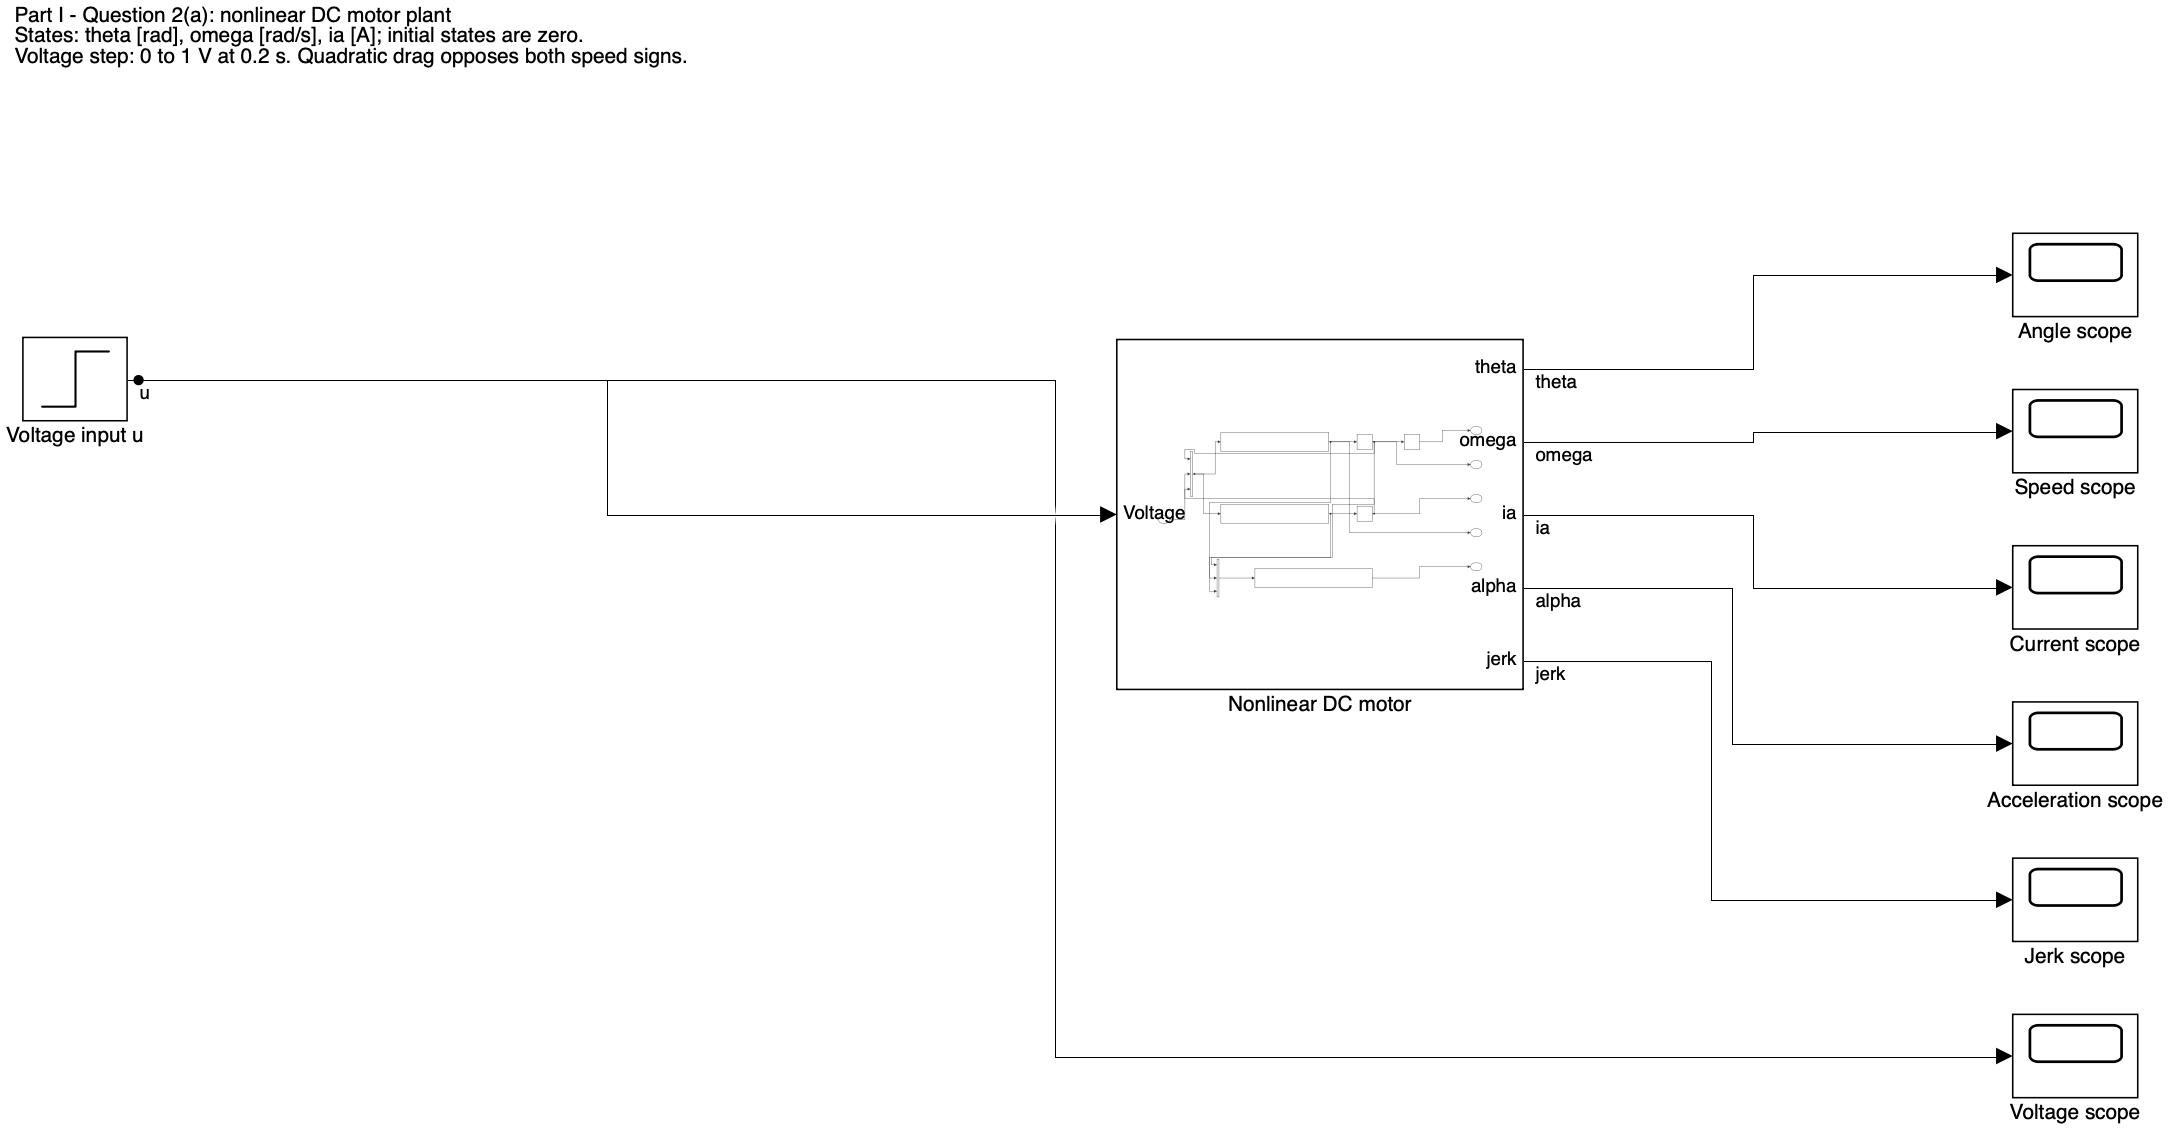 Part I - Question 2(a): nonlinear DC motor plant
States: theta [rad], omega [rad/s], ia [A]; initial states are zero.
Voltage step: 0 to 1 V at 0.2 s. Quadratic drag opposes both speed signs.
Angle scope
u
Voltage input u
theta
theta
omega
omega
Speed scope
Voltage
ia
ia
alpha
alpha
Current scope
jerk
jerk
Nonlinear DC motor
Acceleration scope
Jerk scope
Voltage scope